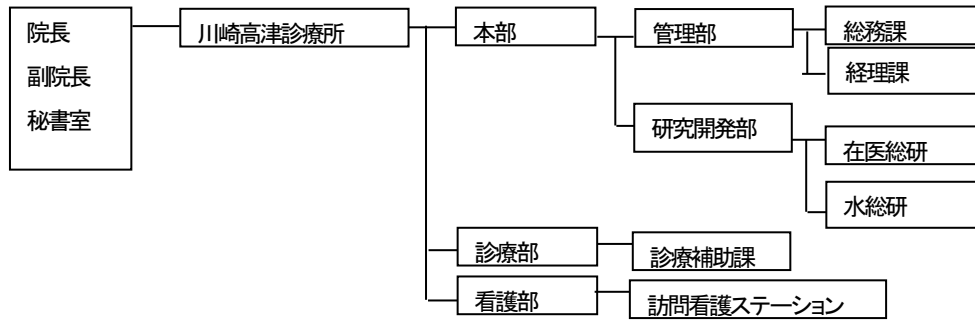 院長
副院長
秘書室
川崎高津診療所
本部
管理部
総務課
経理課
研究開発部
在医総研
水総研
診療部
診療補助課
看護部
訪問看護ステーション